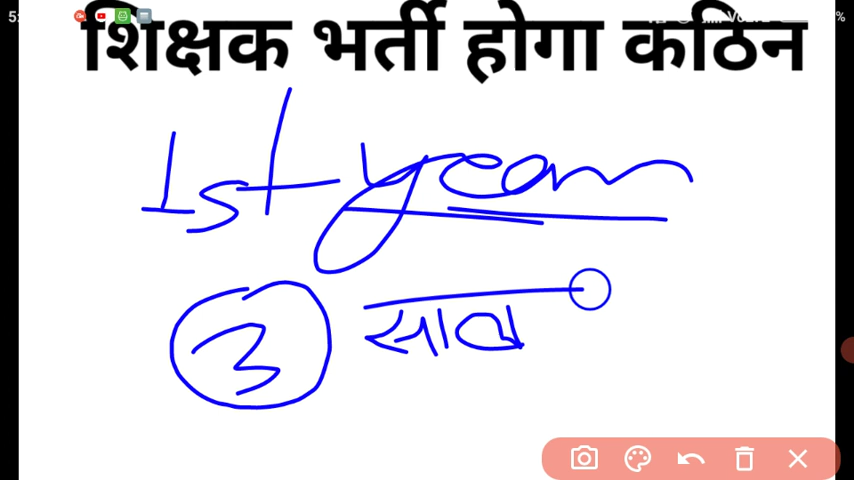 शिक्षक भर्ती होगा कठिन
1st year
3 साल